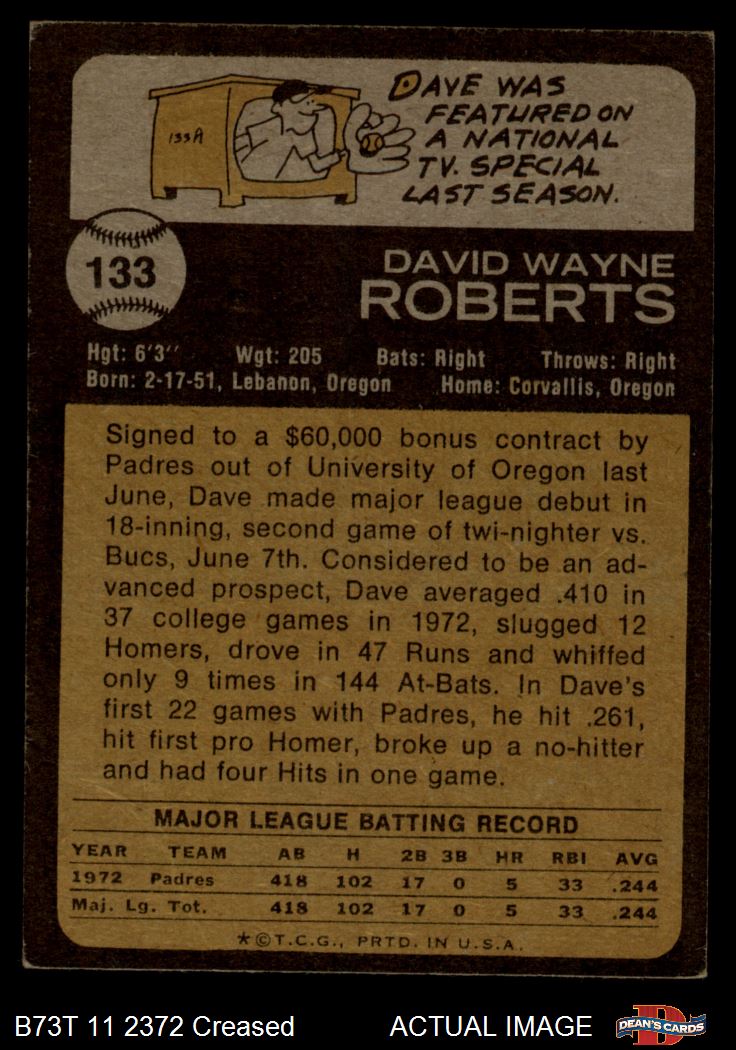 DAVE WAS
FEATURED ON
A NATIONAL
TV. SPECIAL
LAST SEASON.
133A
133
DAVID WAYNE
ROBERTS
Hgt: 6'3" Wgt: 205 Bats: Right Throws: Right
Born: 2-17-51, Lebanon, Oregon Home: Corvallis, Oregon
Signed to a $60,000 bonus contract by
Padres out of University of Oregon last
June, Dave made major league debut in
18-inning, second game of twi-nighter vs.
Bucs, June 7th. Considered to be an ad-
vanced prospect, Dave averaged .410 in
37 college games in 1972, slugged 12
Homers, drove in 47 Runs and whiffed
only 9 times in 144 At-Bats. In Dave's
first 22 games with Padres, he hit .261,
hit first pro Homer, broke up a no-hitter
and had four Hits in one game.
MAJOR LEAGUE BATTING RECORD
YEAR TEAM AB H 2B 3B HR RBI AVG
1972 Padres 418 102 17 0 5 33 .244
Maj. Lg. Tot. 418 102 17 0 5 33 .244
*©T.C.G., PRTD. IN U.S.A.
B73T 11 2372 Creased ACTUAL IMAGE
D
DEAN'S CARDS